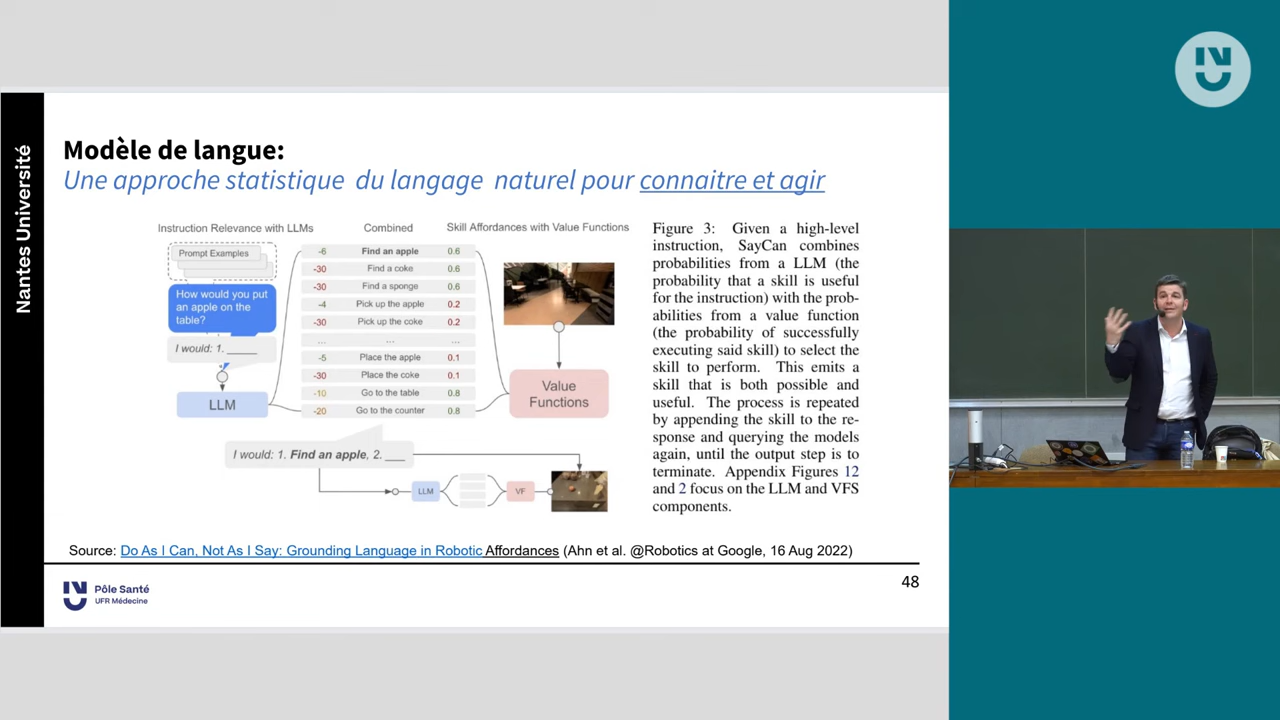 Nantes Université
Modèle de langue:
Une approche statistique du langage naturel pour connaitre et agir
Instruction Relevance with LLMs
Combined
Skill Affordances with Value Functions
Prompt Examples
How would you put
an apple on the
table?
I would: 1. _____
LLM
-6 Find an apple 0.6
-30 Find a coke 0.6
-30 Find a sponge 0.6
-4 Pick up the apple 0.2
-30 Pick up the coke 0.2
... ... ...
-5 Place the apple 0.1
-30 Place the coke 0.1
-10 Go to the table 0.8
-20 Go to the counter 0.8
Value
Functions
I would: 1. Find an apple, 2. ___
LLM
VF
Figure 3: Given a high-level
instruction, SayCan combines
probabilities from a LLM (the
probability that a skill is useful
for the instruction) with the prob-
abilities from a value function
(the probability of successfully
executing said skill) to select the
skill to perform. This emits a
skill that is both possible and
useful. The process is repeated
by appending the skill to the re-
sponse and querying the models
again, until the output step is to
terminate. Appendix Figures 12
and 2 focus on the LLM and VFS
components.
Source: Do As I Can, Not As I Say: Grounding Language in Robotic Affordances (Ahn et al. @Robotics at Google, 16 Aug 2022)
Pôle Santé
UFR Médecine
48